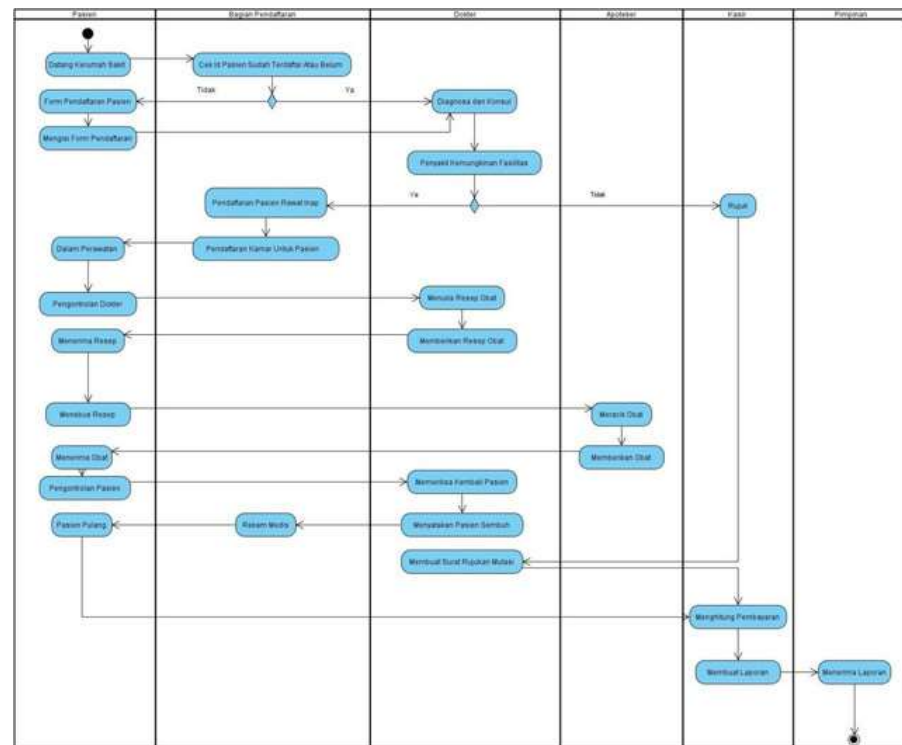 Pasien
Bagian Pendaftaran
Dokter
Apoteker
Kasir
Pimpinan
Datang Kerumah Sakit
Cek Id Pasien Sudah Terdaftar Atau Belum
Tidak
Ya
Form Pendaftaran Pasien
Diagnosa dan Konsul
Mengisi Form Pendaftaran
Penyakit Kemungkinan Fasilitas
Ya
Tidak
Pendaftaran Pasien Rawat Inap
Rujuk
Dalam Perawatan
Pendaftaran Kamar Untuk Pasien
Pengontrolan Dokter
Menulis Resep Obat
Menerima Resep
Memberikan Resep Obat
Menebus Resep
Meracik Obat
Menerima Obat
Memberikan Obat
Pengontrolan Pasien
Memeriksa Kembali Pasien
Pasien Pulang
Rekam Medis
Menyatakan Pasien Sembuh
Membuat Surat Rujukan Mutasi
Menghitung Pembayaran
Membuat Laporan
Menerima Laporan